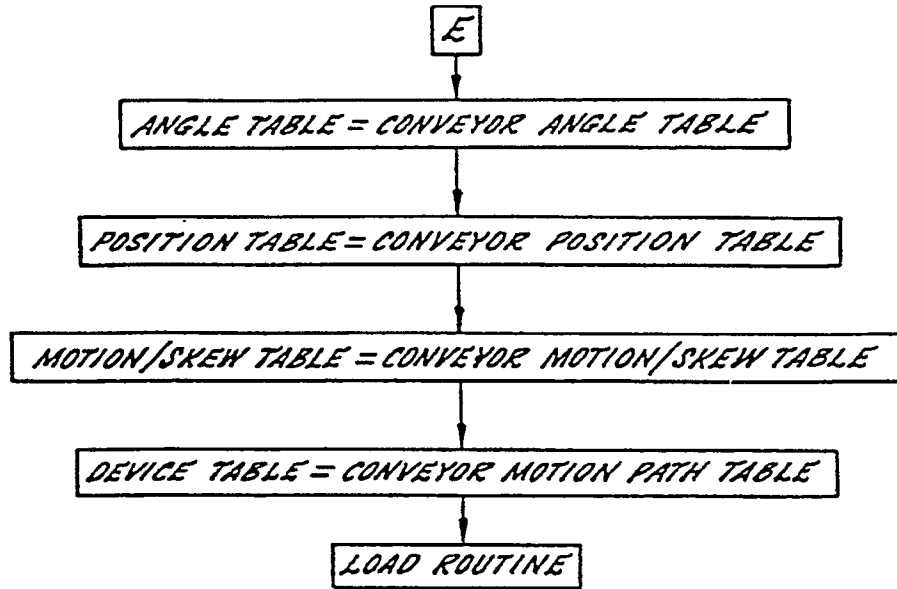 E
ANGLE TABLE = CONVEYOR ANGLE TABLE
POSITION TABLE = CONVEYOR POSITION TABLE
MOTION/SKEW TABLE = CONVEYOR MOTION/SKEW TABLE
DEVICE TABLE = CONVEYOR MOTION PATH TABLE
LOAD ROUTINE